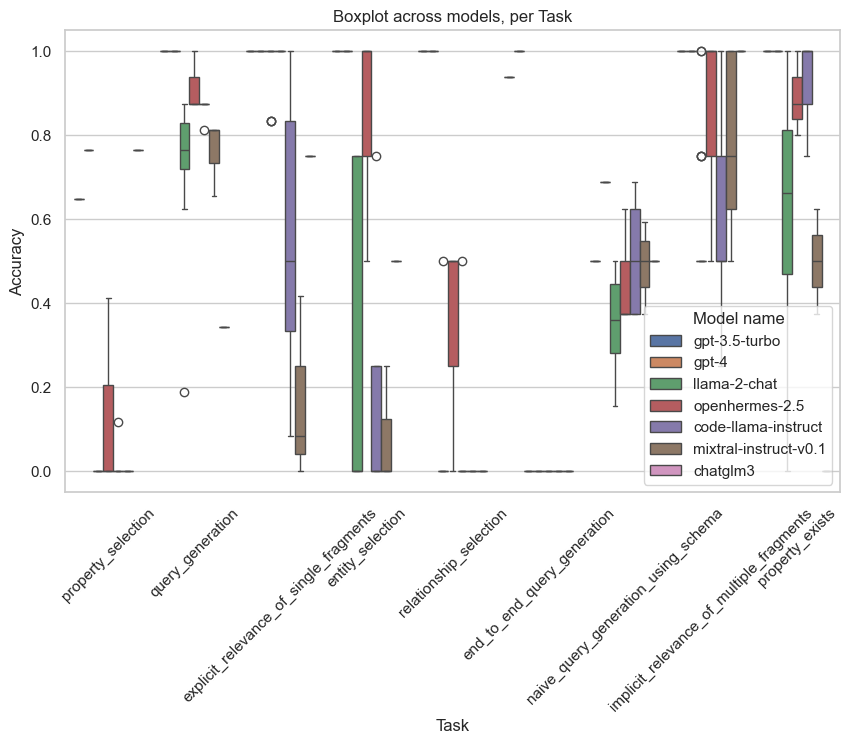 Boxplot across models, per Task
Accuracy
1.0
0.8
0.6
0.4
0.2
0.0
Model name
gpt-3.5-turbo
gpt-4
llama-2-chat
openhermes-2.5
code-llama-instruct
mixtral-instruct-v0.1
chatglm3
property_selection
query_generation
explicit_relevance_of_single_fragments
entity_selection
relationship_selection
end_to_end_query_generation
naive_query_generation_using_schema
implicit_relevance_of_multiple_fragments
property_exists
Task